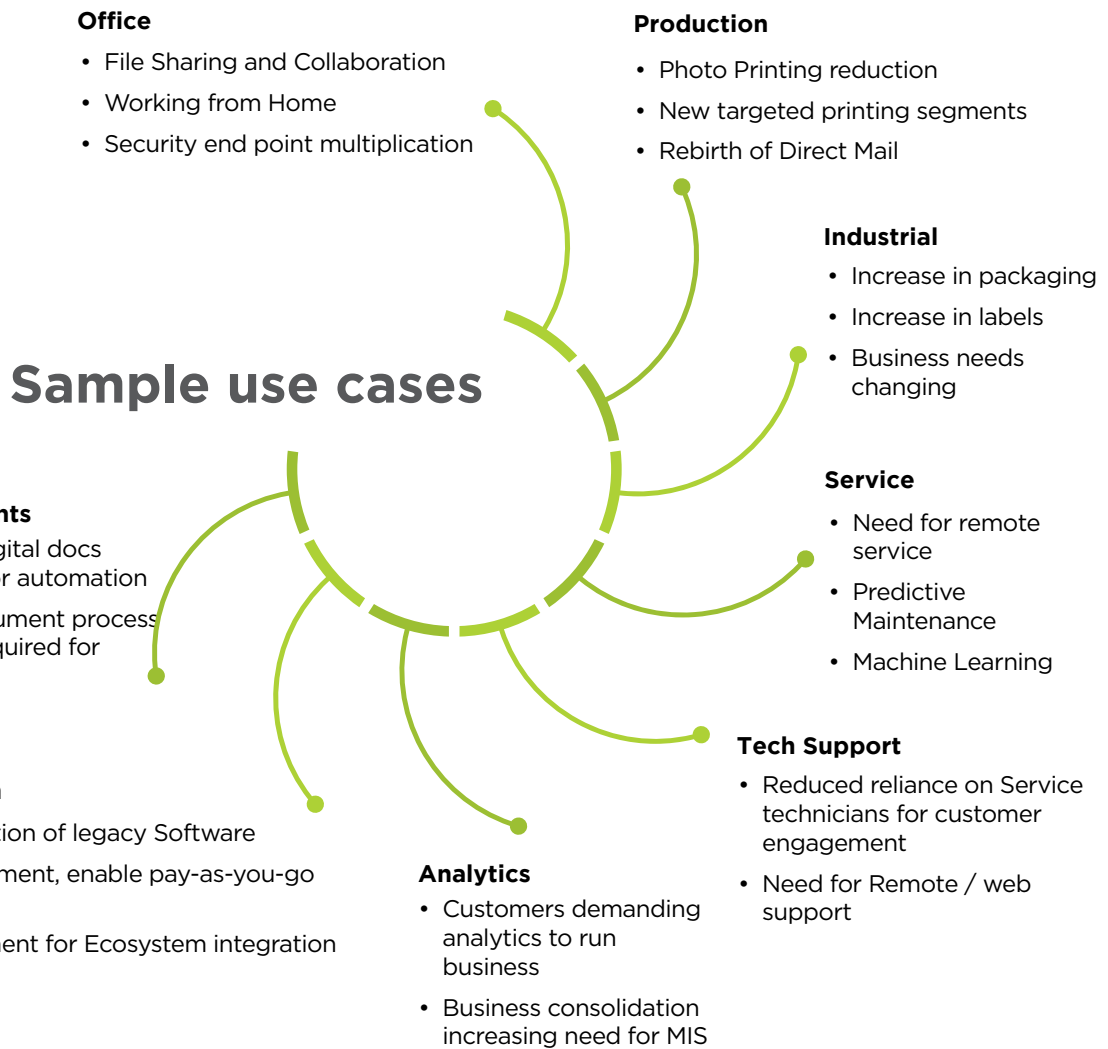 Office
• File Sharing and Collaboration
• Working from Home
• Security end point multiplication
Production
• Photo Printing reduction
• New targeted printing segments
• Rebirth of Direct Mail
Industrial
• Increase in packaging
• Increase in labels
• Business needs
changing
Sample use cases
Service
• Need for remote
service
• Predictive
Maintenance
• Machine Learning
Tech Support
• Reduced reliance on Service
technicians for customer
engagement
• Need for Remote / web
support
Analytics
• Customers demanding
analytics to run
business
• Business consolidation
increasing need for MIS
tion of legacy Software
ment, enable pay-as-you-go
ent for Ecosystem integration
nts
gital docs
or automation
ument process
quired for